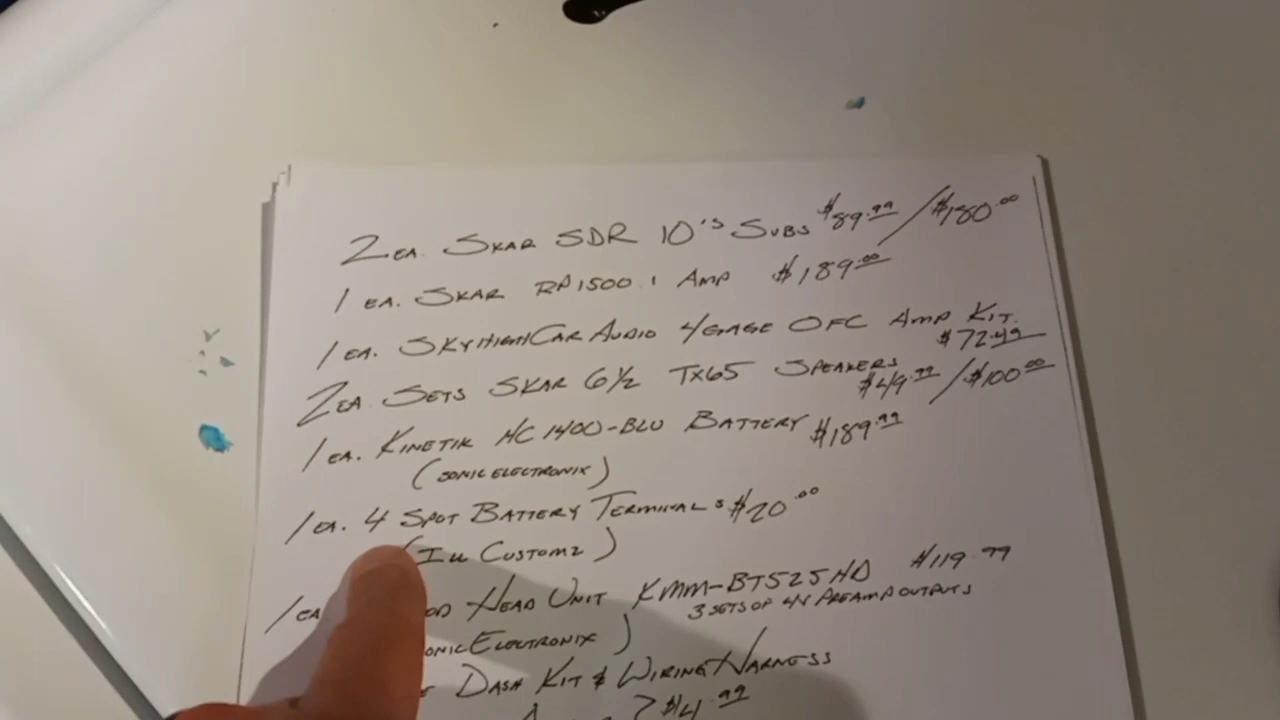 2 EA. SKAR SDR 10'S SUBS $89.99 / $180.00
1 EA. SKAR RP1500.1 AMP $189.00
1 EA. SKYHIGHCARAUDIO 4 GAGE OFC AMP KIT. $72.49
2 EA. SETS SKAR 6 1/2 TX65 SPEAKERS $49.99 / $100.00
1 EA. KINETIK HC1400-BLU BATTERY $189.99
(SONIC ELECTRONIX)
1 EA. 4 SPOT BATTERY TERMINALS $20.00
(ILL CUSTOMZ)
1 EA. HEAD UNIT KMM-BT525HD $119.99
3 SETS OF 4V PREAMP OUTPUTS
ELECTRONIX)
DASH KIT & WIRING HARNESS